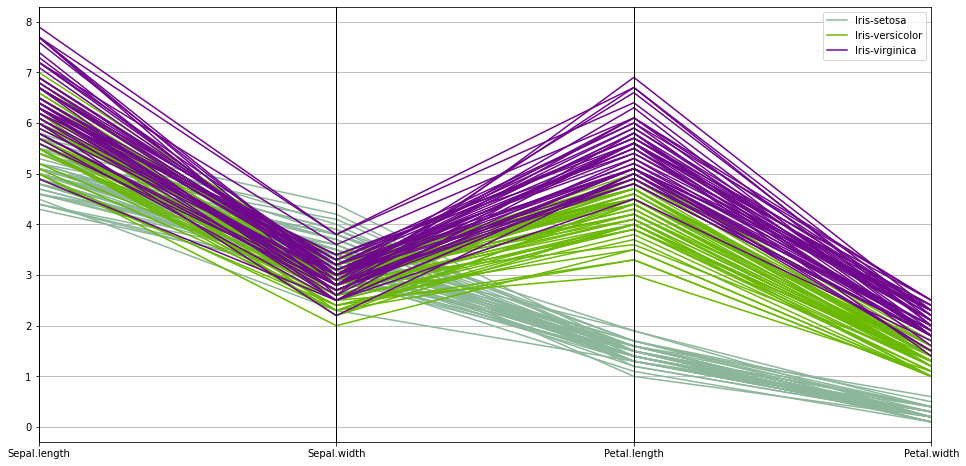 Iris-setosa
Iris-versicolor
Iris-virginica
8
7
6
5
4
3
2
1
0
Sepal.length Sepal.width Petal.length Petal.width